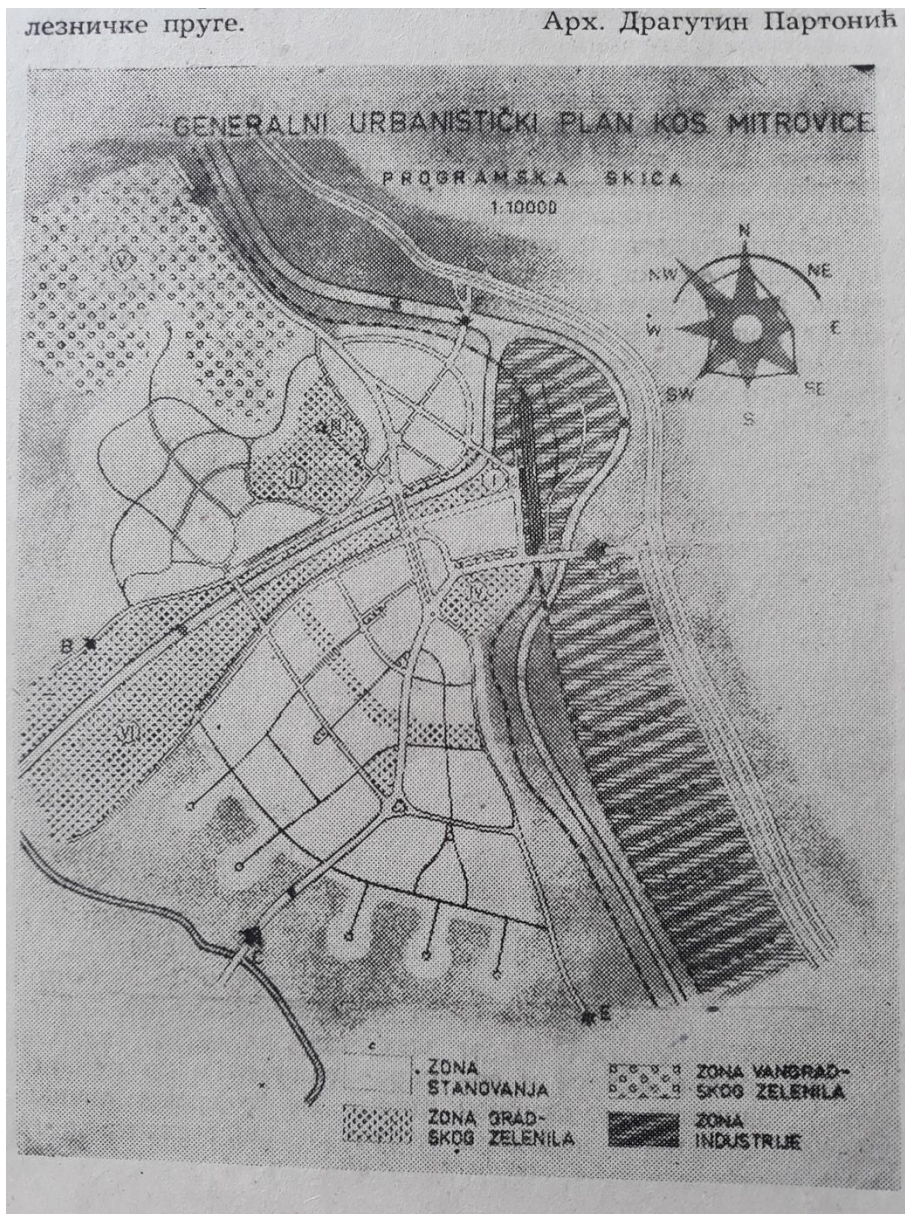 лезничке пруге.
Арх. Драгутин Партонић
GENERALNI URBANISTIČKI PLAN KOS. MITROVICE
PROGRAMSKA SKICA
1:10000
N
NW
NE
W
E
SW
SE
S
V
A
F
III
II
I
D
IV
B
VI
C
E
ZONA
STANOVANJA
ZONA GRAD-
SKOG ZELENILA
ZONA VANGRAD-
SKOG ZELENILA
ZONA
INDUSTRIJE